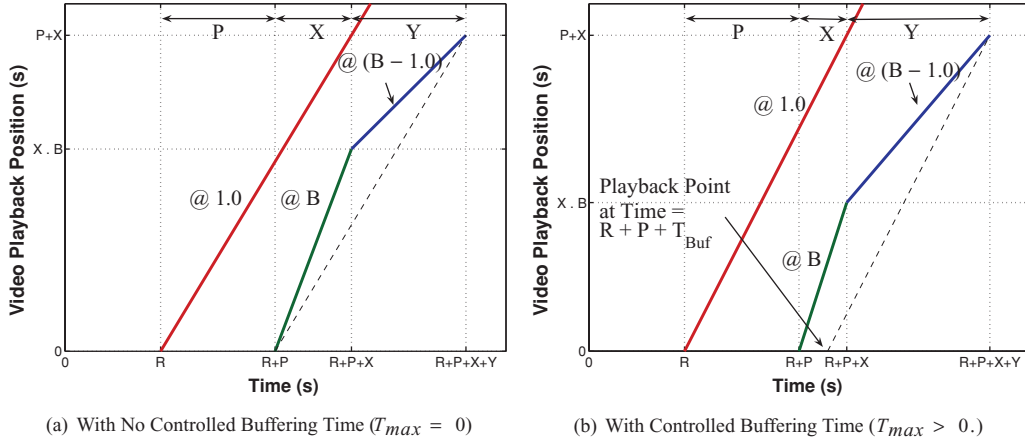 P X Y
P+X
@ (B − 1.0)
X . B
@ 1.0
@ B
0
0 R R+P R+P+X R+P+X+Y
Video Playback Position (s)
Time (s)
(a) With No Controlled Buffering Time (T_max = 0)
P X Y
P+X
@ (B − 1.0)
@ 1.0
Playback Point
at Time =
R + P + T_Buf
X . B
@ B
0
0 R R+P R+P+X R+P+X+Y
Video Playback Position (s)
Time (s)
(b) With Controlled Buffering Time (T_max > 0.)